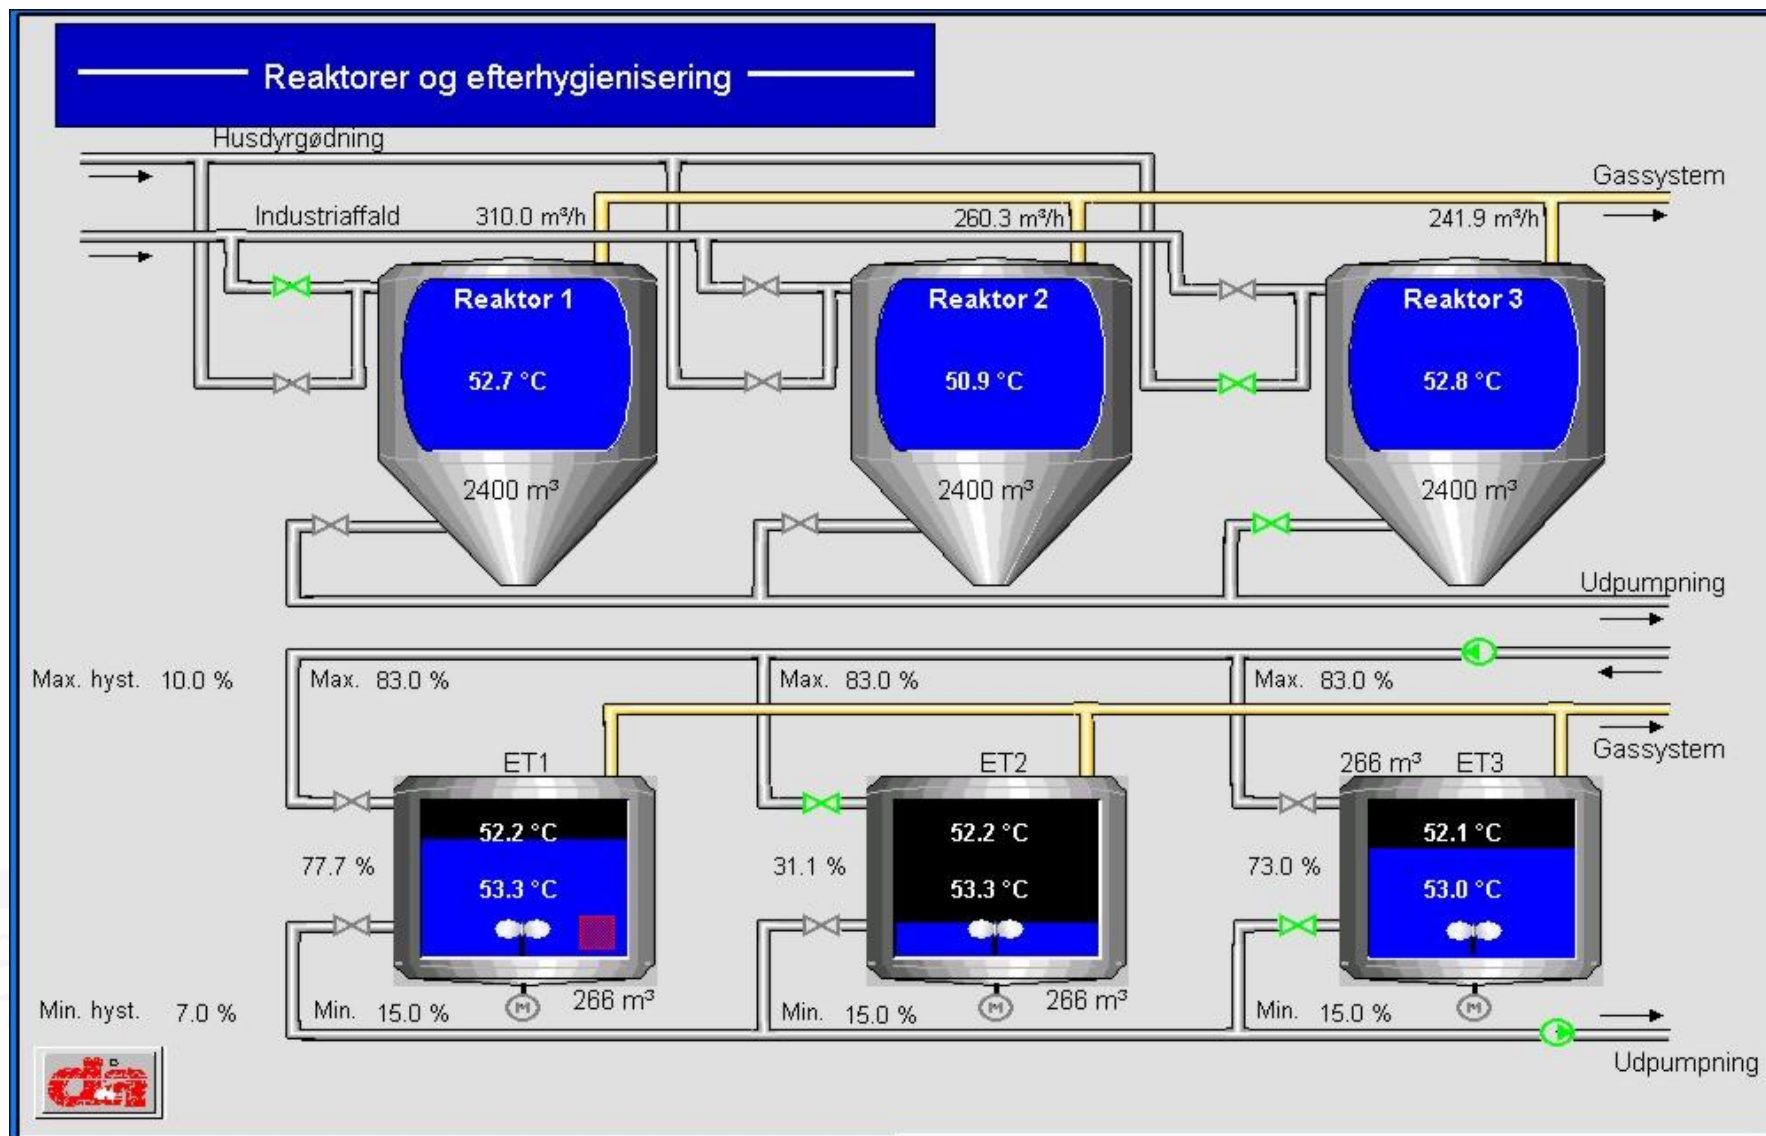 Reaktorer og efterhygienisering
Husdyrgødning
Gassystem
Industriaffald
310.0 m³/h
260.3 m³/h
241.9 m³/h
Reaktor 1
Reaktor 2
Reaktor 3
52.7 °C
50.9 °C
52.8 °C
2400 m³
2400 m³
2400 m³
Udpumpning
Max. hyst. 10.0 %
Max. 83.0 %
Max. 83.0 %
Max. 83.0 %
Gassystem
ET1
ET2
266 m³ ET3
52.2 °C
52.2 °C
52.1 °C
77.7 %
31.1 %
73.0 %
53.3 °C
53.3 °C
53.0 °C
266 m³
266 m³
Min. hyst. 7.0 %
Min. 15.0 %
M
Min. 15.0 %
M
Min. 15.0 %
M
Udpumpning